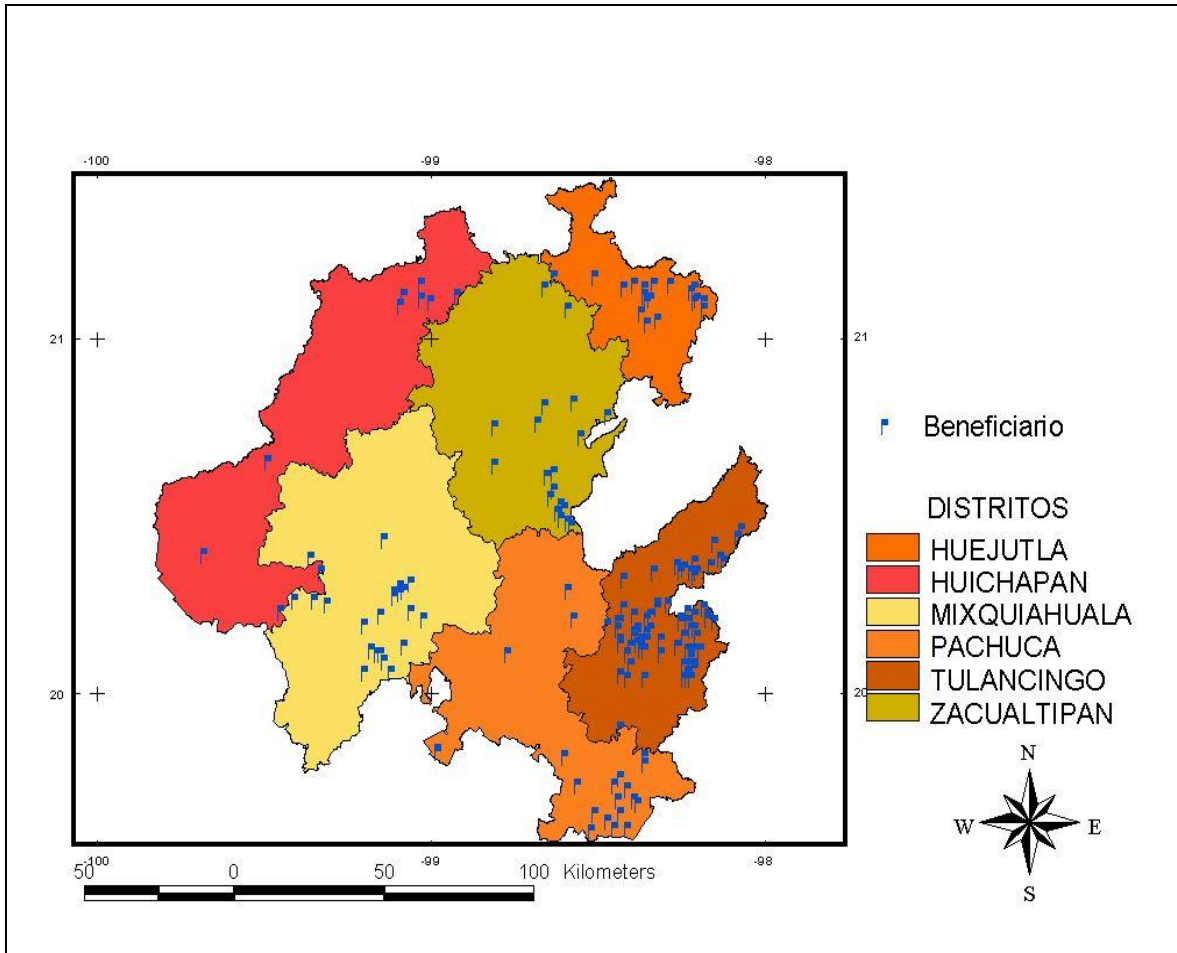 -100 -99 -98
21 21
Beneficiario
DISTRITOS
HUEJUTLA
HUICHAPAN
MIXQUIAHUALA
PACHUCA
20 20
TULANCINGO
ZACUALTIPAN
N
W E
S
-100 -99 -98
50 0 50 100 Kilometers